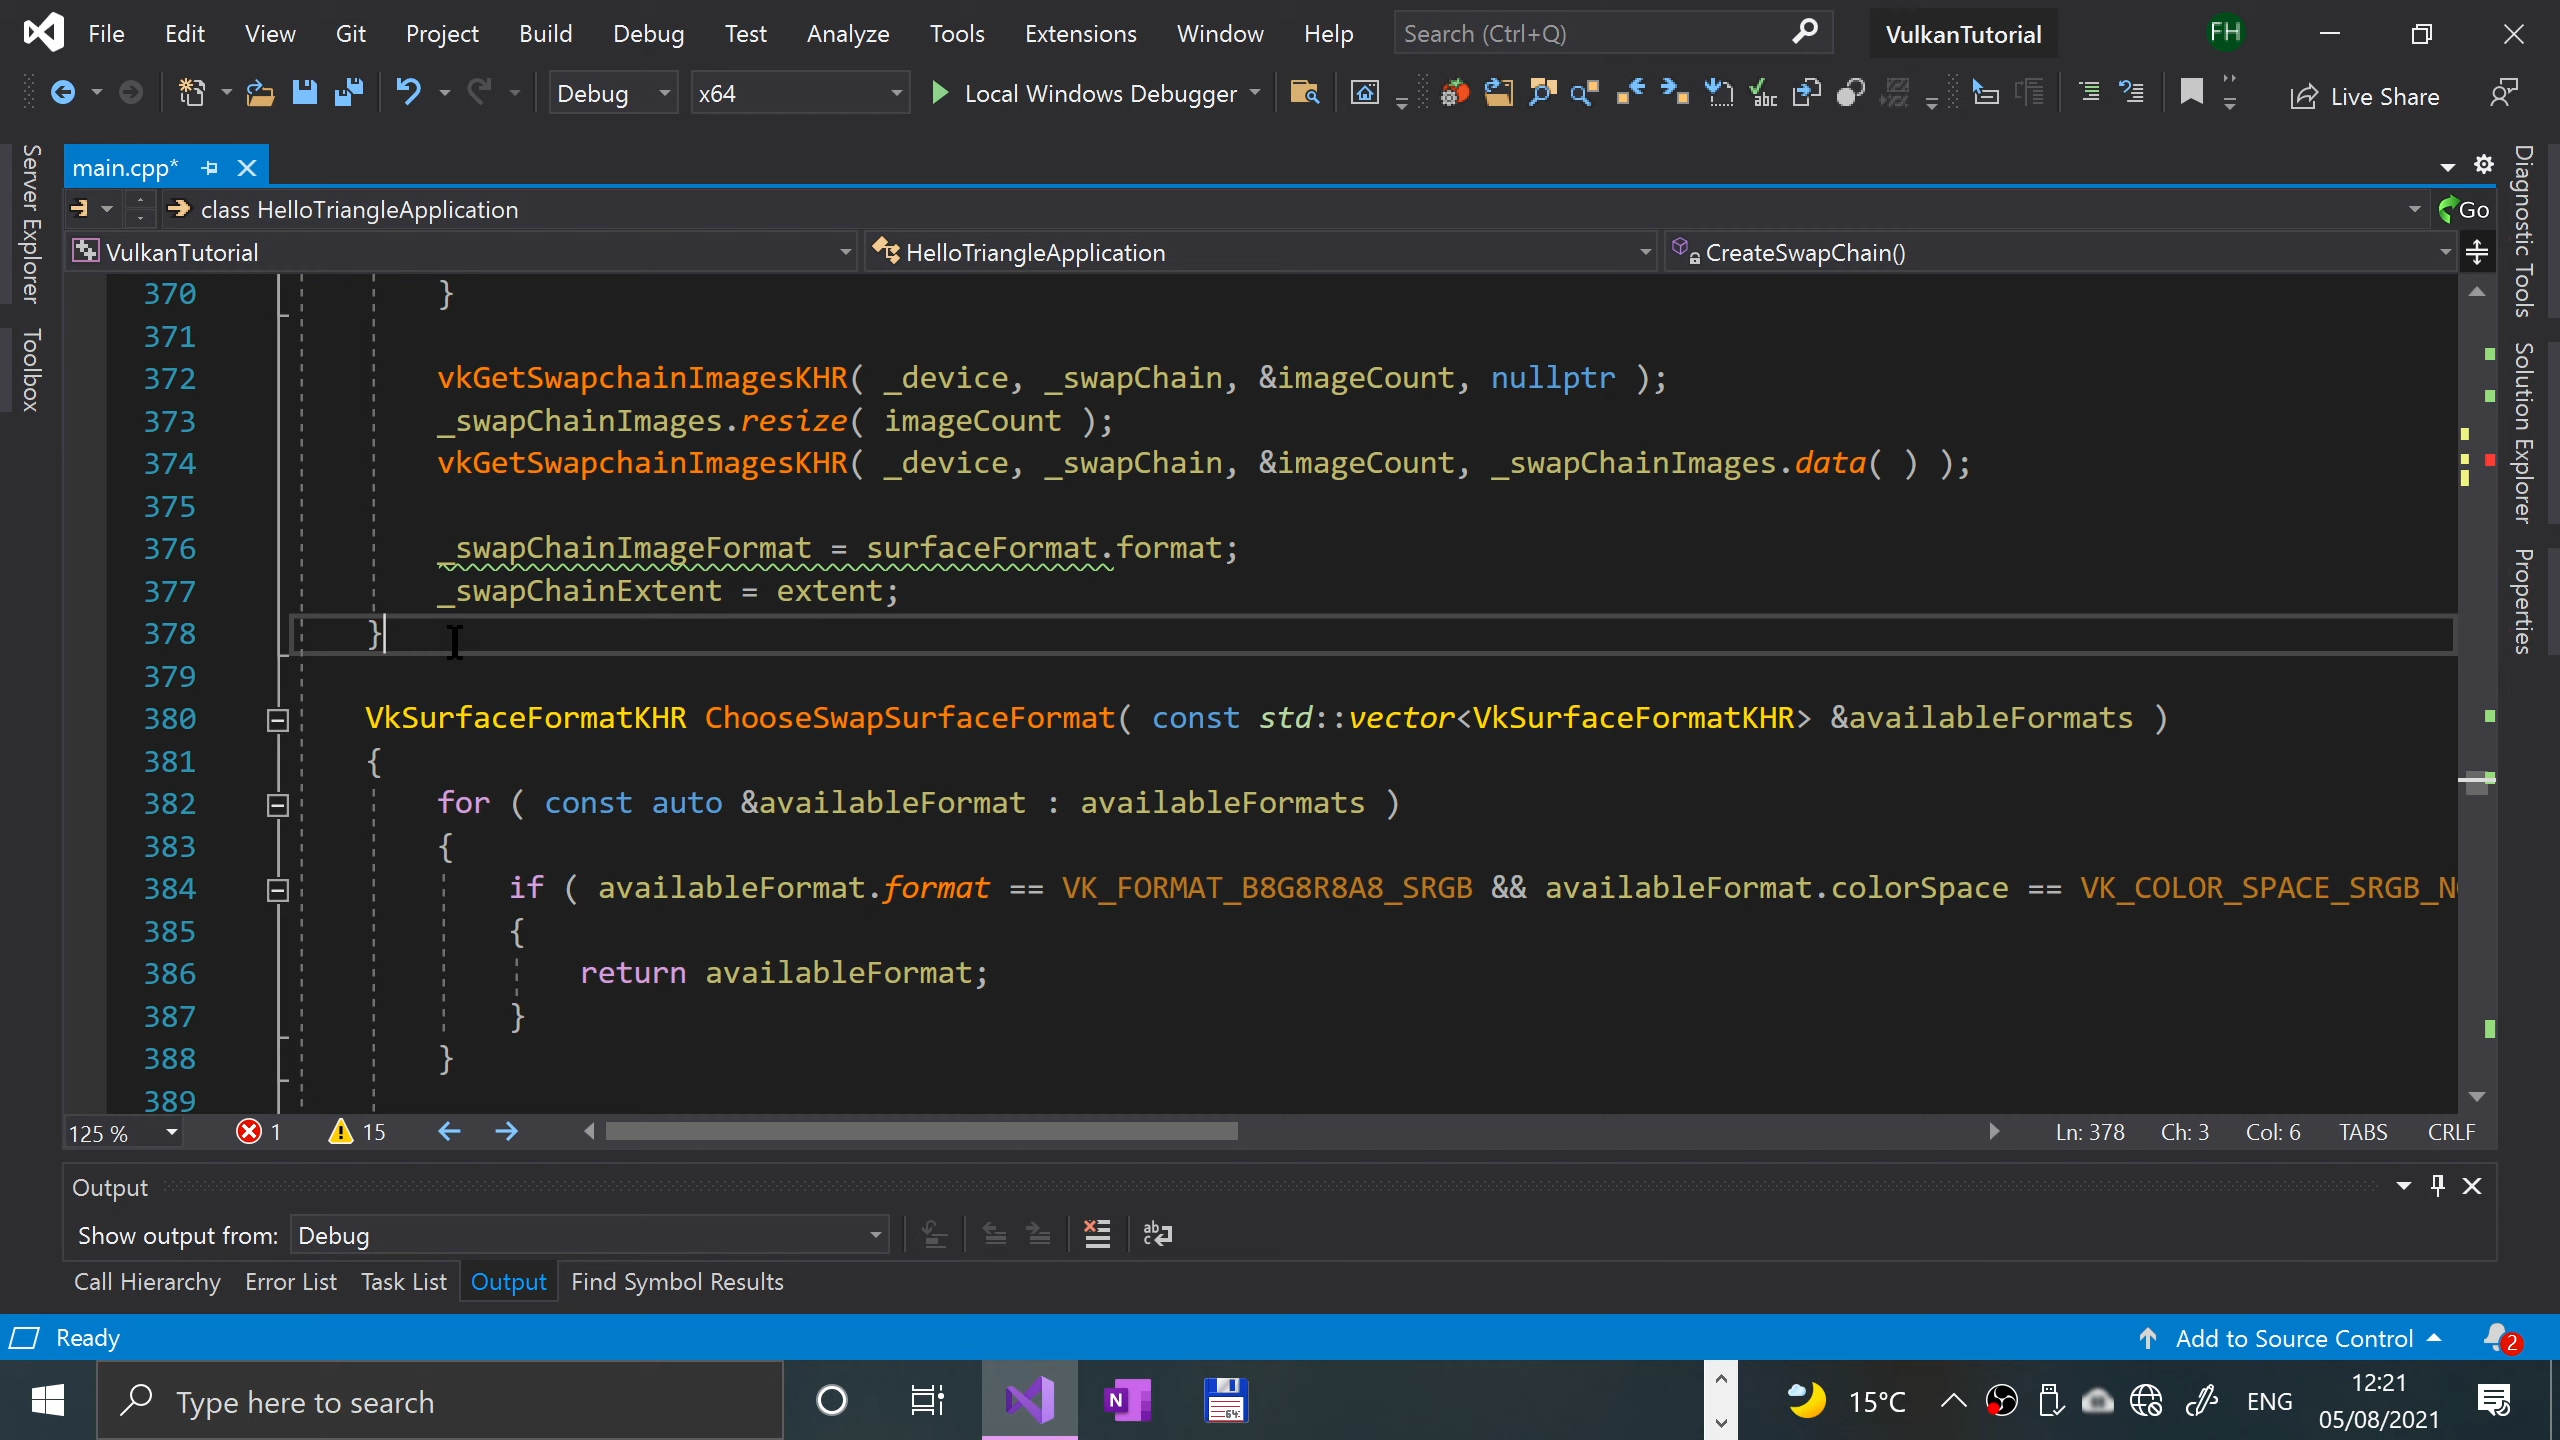 File Edit View Git Project Build Debug Test Analyze Tools Extensions Window Help Search (Ctrl+Q) VulkanTutorial FH
Debug x64 Local Windows Debugger Live Share
Server Explorer
Toolbox
main.cpp*
class HelloTriangleApplication Go
VulkanTutorial HelloTriangleApplication CreateSwapChain()
370 }
371
372 vkGetSwapchainImagesKHR( _device, _swapChain, &imageCount, nullptr );
373 _swapChainImages.resize( imageCount );
374 vkGetSwapchainImagesKHR( _device, _swapChain, &imageCount, _swapChainImages.data( ) );
375
376 _swapChainImageFormat = surfaceFormat.format;
377 _swapChainExtent = extent;
378 }
379
380 VkSurfaceFormatKHR ChooseSwapSurfaceFormat( const std::vector<VkSurfaceFormatKHR> &availableFormats )
381 {
382 for ( const auto &availableFormat : availableFormats )
383 {
384 if ( availableFormat.format == VK_FORMAT_B8G8R8A8_SRGB && availableFormat.colorSpace == VK_COLOR_SPACE_SRGB_N
385 {
386 return availableFormat;
387 }
388 }
389
Diagnostic Tools
Solution Explorer
Properties
125 % 1 15 Ln: 378 Ch: 3 Col: 6 TABS CRLF
Output
Show output from: Debug
Call Hierarchy Error List Task List Output Find Symbol Results
Ready Add to Source Control 2
Type here to search 15°C ENG 12:21
05/08/2021